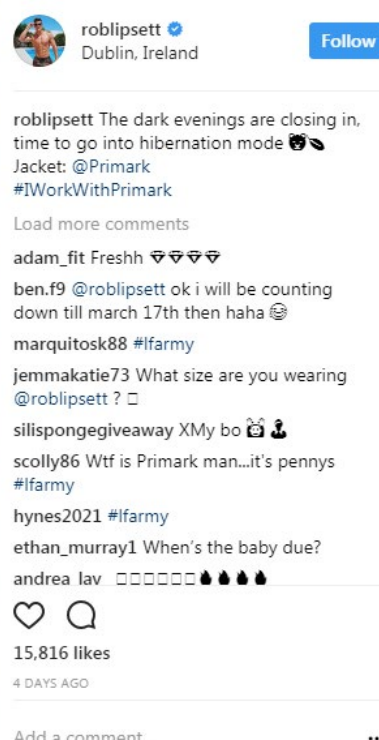 roblipsett
Dublin, Ireland
Follow
roblipsett The dark evenings are closing in,
time to go into hibernation mode 🐻🍂
Jacket: @Primark
#IWorkWithPrimark
Load more comments
adam_fit Freshh 💎💎💎💎
ben.f9 @roblipsett ok i will be counting
down till march 17th then haha 😂
marquitosk88 #lfarmy
jemmakatie73 What size are you wearing
@roblipsett ? □
silispongegiveaway XMy bo
scolly86 Wtf is Primark man...it's pennys
#lfarmy
hynes2021 #lfarmy
ethan_murray1 When's the baby due?
andrea_lav_ □□□□□□🔥🔥🔥🔥
15,816 likes
4 DAYS AGO
Add a comment...